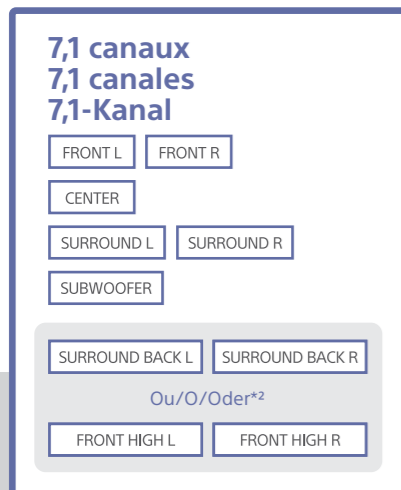 7,1 canaux
7,1 canales
7,1-Kanal
FRONT L FRONT R
CENTER
SURROUND L SURROUND R
SUBWOOFER
SURROUND BACK L SURROUND BACK R
Ou/O/Oder*²
FRONT HIGH L FRONT HIGH R